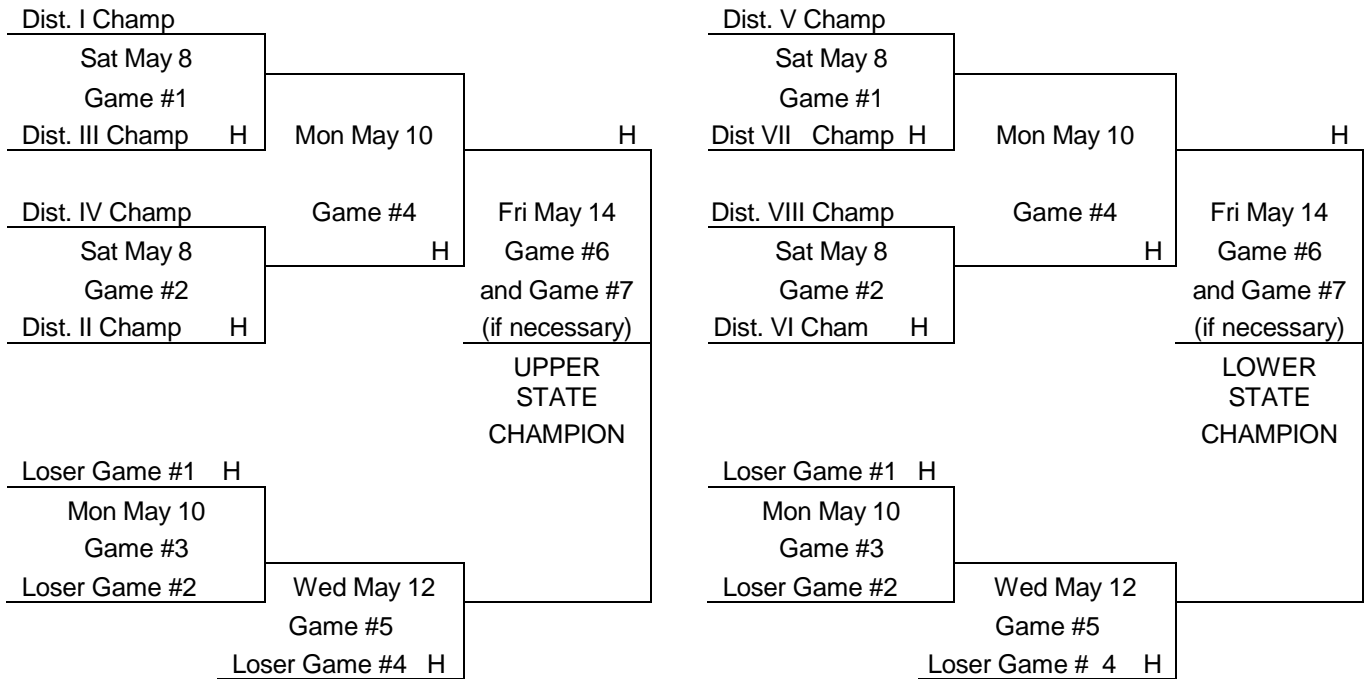 Dist. I Champ
Sat May 8
Game #1
Dist. III Champ H
Mon May 10
H
Dist. IV Champ
Game #4
Fri May 14
Sat May 8
H
Game #6
Game #2
and Game #7
Dist. II Champ H
(if necessary)
UPPER
STATE
CHAMPION
Loser Game #1 H
Mon May 10
Game #3
Loser Game #2
Wed May 12
Game #5
Loser Game #4 H
Dist. V Champ
Sat May 8
Game #1
Dist VII Champ H
Mon May 10
H
Dist. VIII Champ
Game #4
Fri May 14
Sat May 8
H
Game #6
Game #2
and Game #7
Dist. VI Cham H
(if necessary)
LOWER
STATE
CHAMPION
Loser Game #1 H
Mon May 10
Game #3
Loser Game #2
Wed May 12
Game #5
Loser Game # 4 H